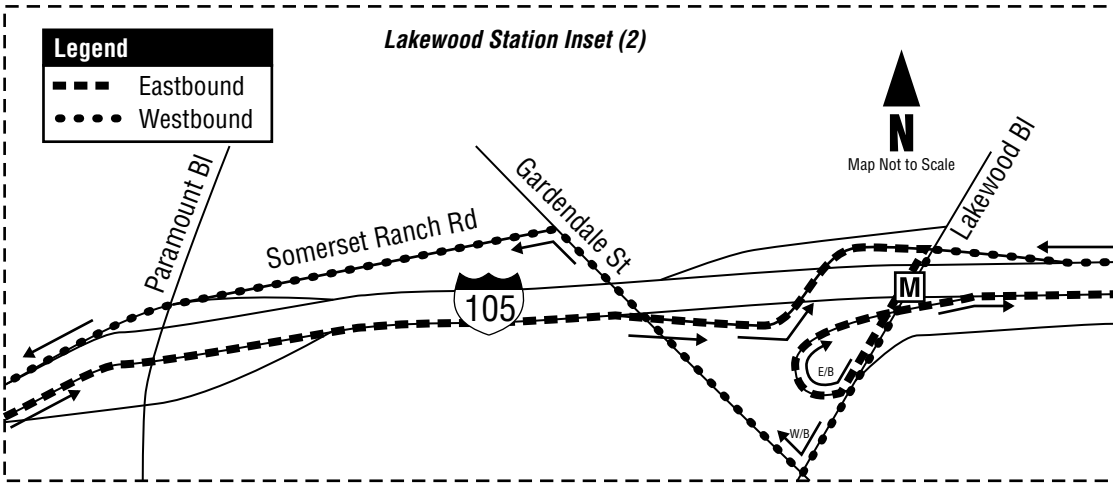 Lakewood Station Inset (2)
Legend
Eastbound
Westbound
N
Map Not to Scale
Paramount Bl
Somerset Ranch Rd
Gardendale St
Lakewood Bl
105
M
E/B
W/B